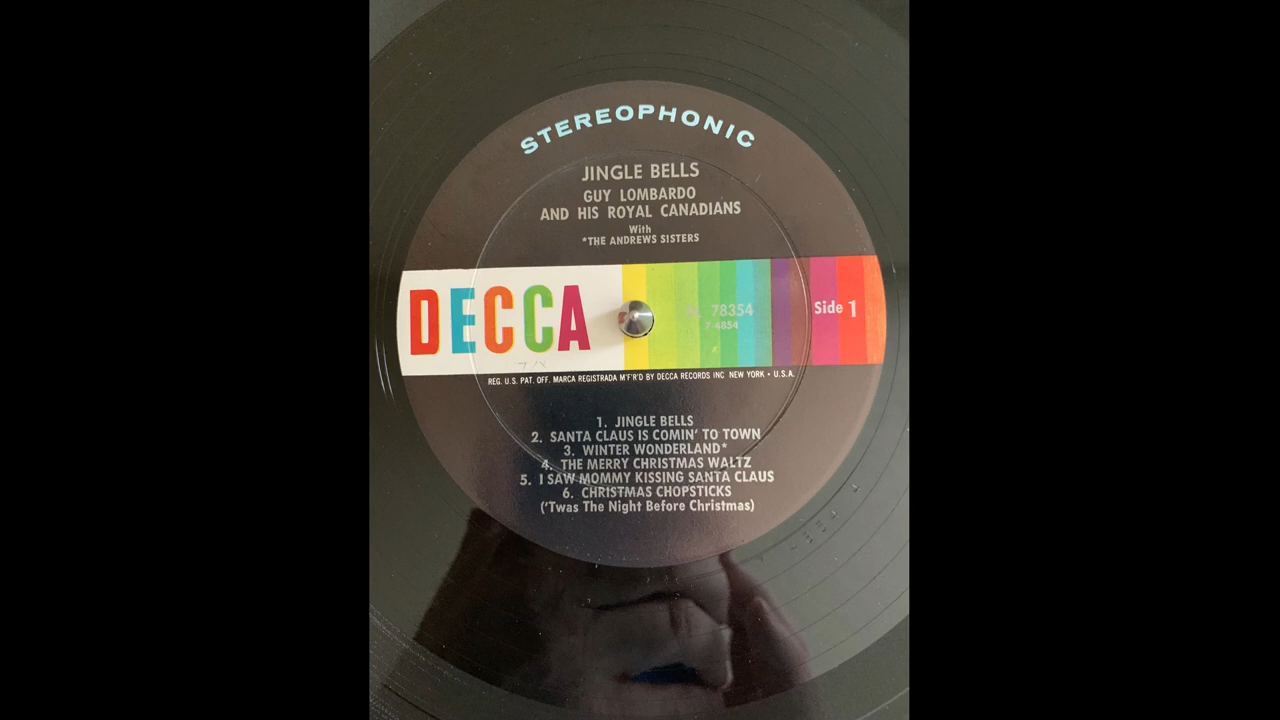 STEREOPHONIC
JINGLE BELLS
GUY LOMBARDO
AND HIS ROYAL CANADIANS
With
*THE ANDREWS SISTERS
DECCA
78354
7-4854
Side 1
REG. U.S. PAT. OFF. MARCA REGISTRADA M'F'R'D BY DECCA RECORDS INC NEW YORK • U.S.A.
1. JINGLE BELLS
2. SANTA CLAUS IS COMIN' TO TOWN
3. WINTER WONDERLAND*
4. THE MERRY CHRISTMAS WALTZ
5. I SAW MOMMY KISSING SANTA CLAUS
6. CHRISTMAS CHOPSTICKS
('Twas The Night Before Christmas)